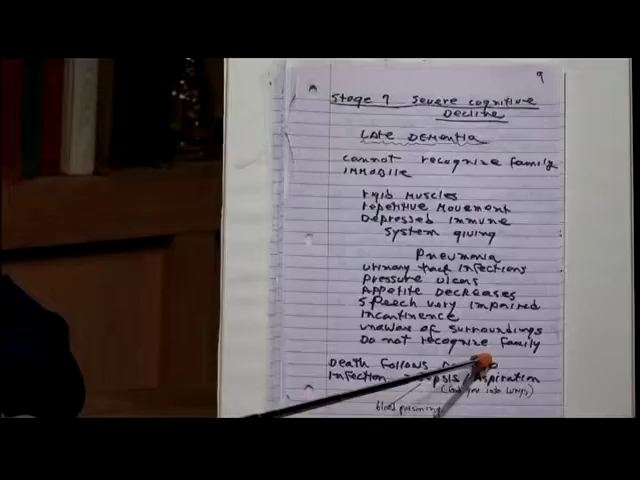 9
Stage 7 Severe cognitive
Decline
Late Dementia
cannot recognize family
immobile
rigid muscles
repetitive movement
Depressed immune
system giving
Pneumonia
urinary track infections
pressure ulcers
Appetite Decreases
Speech very impaired
incontinence
unaware of surroundings
Do not recognize family
Death follows
infection / Aspiration
blood poisoning